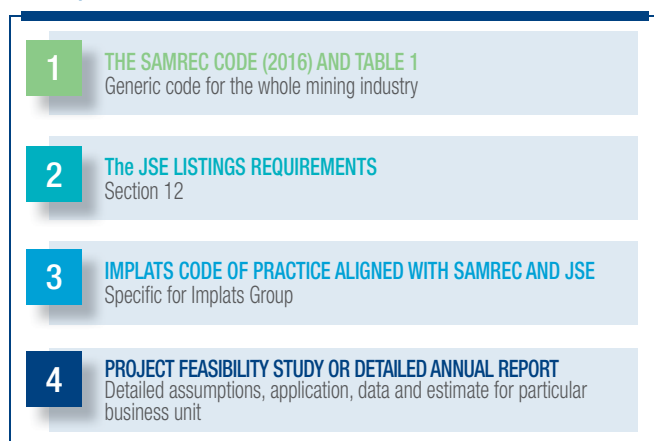 1
THE SAMREC CODE (2016) AND TABLE 1
Generic code for the whole mining industry
2
The JSE LISTINGS REQUIREMENTS
Section 12
3
IMPLATS CODE OF PRACTICE ALIGNED WITH SAMREC AND JSE
Specific for Implats Group
4
PROJECT FEASIBILITY STUDY OR DETAILED ANNUAL REPORT
Detailed assumptions, application, data and estimate for particular
business unit